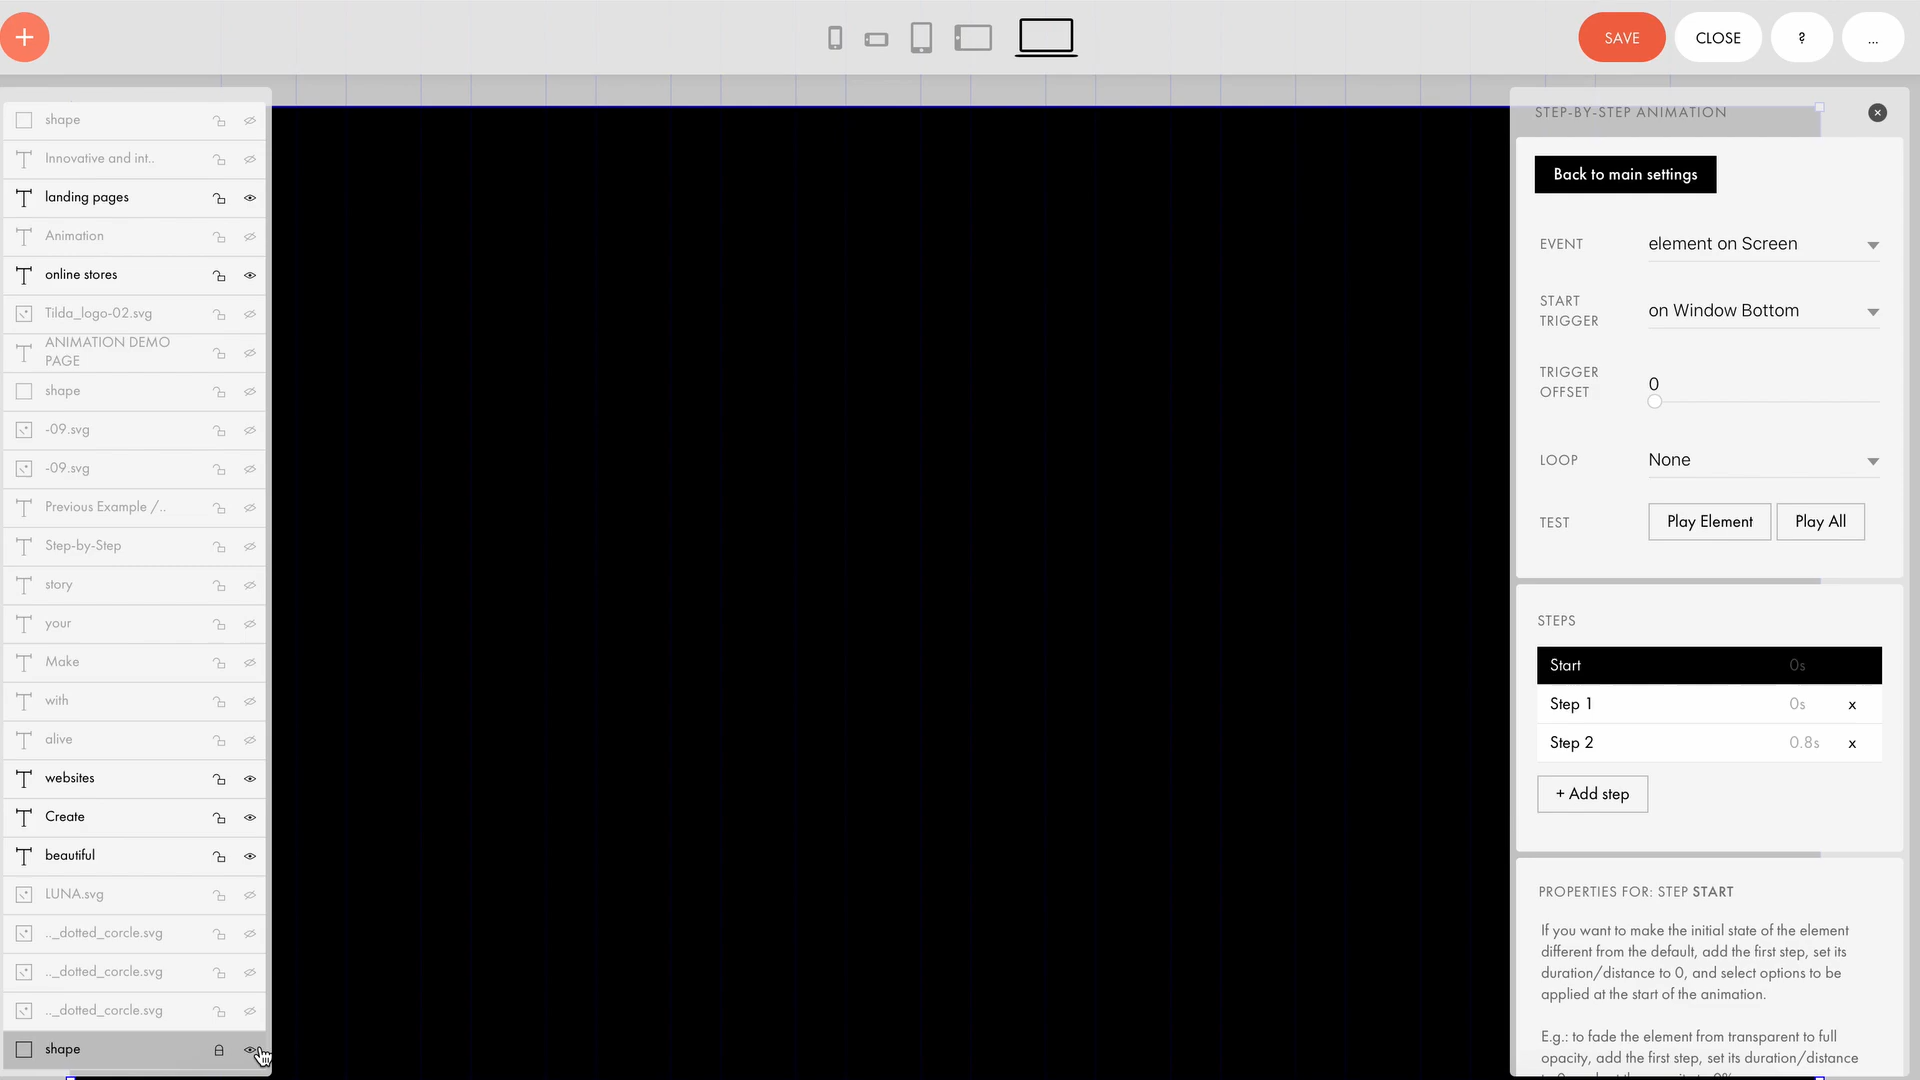 +
SAVE
CLOSE
?
...
shape
Innovative and int..
landing pages
Animation
online stores
Tilda_logo-02.svg
ANIMATION DEMO
PAGE
shape
-09.svg
-09.svg
Previous Example /..
Step-by-Step
story
your
Make
with
alive
websites
Create
beautiful
LUNA.svg
.._dotted_corcle.svg
.._dotted_corcle.svg
.._dotted_corcle.svg
shape
STEP-BY-STEP ANIMATION
Back to main settings
EVENT
element on Screen
START
TRIGGER
on Window Bottom
TRIGGER
OFFSET
0
LOOP
None
TEST
Play Element
Play All
STEPS
Start 0s
Step 1 0s x
Step 2 0.8s x
+ Add step
PROPERTIES FOR: STEP START
If you want to make the initial state of the element
different from the default, add the first step, set its
duration/distance to 0, and select options to be
applied at the start of the animation.
E.g.: to fade the element from transparent to full
opacity, add the first step, set its duration/distance